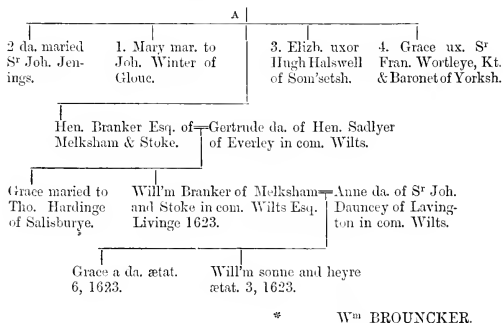 A
2 da. maried
Sr Joh. Jen-
ings.
1. Mary mar. to
Joh. Winter of
Glouc.
3. Elizb. uxor
Hugh Halswell
of Som'setsh.
4. Grace ux. Sr
Fran. Wortleye, Kt.
& Baronet of Yorksh.
Hen. Branker Esq. of
Melksham & Stoke.
Gertrude da. of Hen. Sadlyer
of Everley in com. Wilts.
Grace maried to
Tho. Hardinge
of Salisburye.
Will'm Branker of Melksham
and Stoke in com. Wilts Esq.
Livinge 1623.
Anne da. of Sr Joh.
Dauncey of Laving-
ton in com. Wilts.
Grace a da. ætat.
6, 1623.
Will'm sonne and heyre
ætat. 3, 1623.
* Wm BROUNCKER.